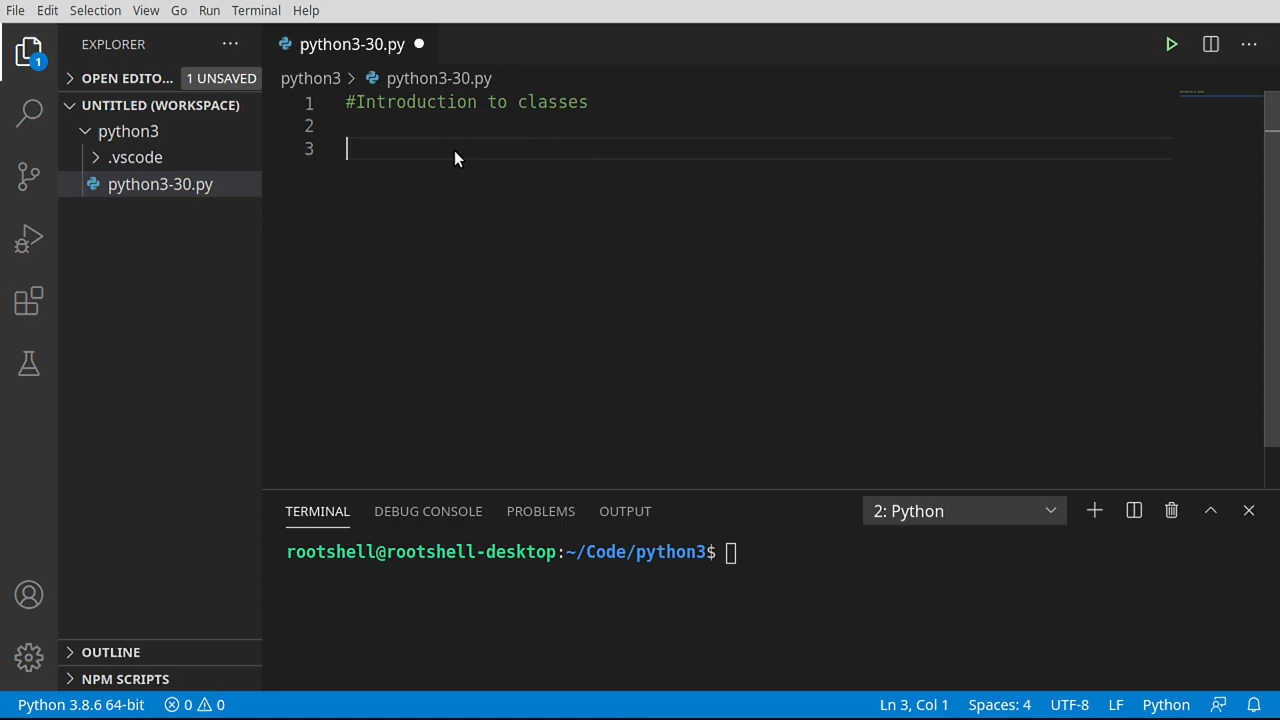 File Edit Selection View Go Run Terminal Help
EXPLORER
python3-30.py
OPEN EDITO... 1 UNSAVED
python3 > python3-30.py
UNTITLED (WORKSPACE)
python3
.vscode
python3-30.py
1 #Introduction to classes
2
3
TERMINAL DEBUG CONSOLE PROBLEMS OUTPUT 2: Python
rootshell@rootshell-desktop:~/Code/python3$
OUTLINE
NPM SCRIPTS
Python 3.8.6 64-bit 0 0 Ln 3, Col 1 Spaces: 4 UTF-8 LF Python
1